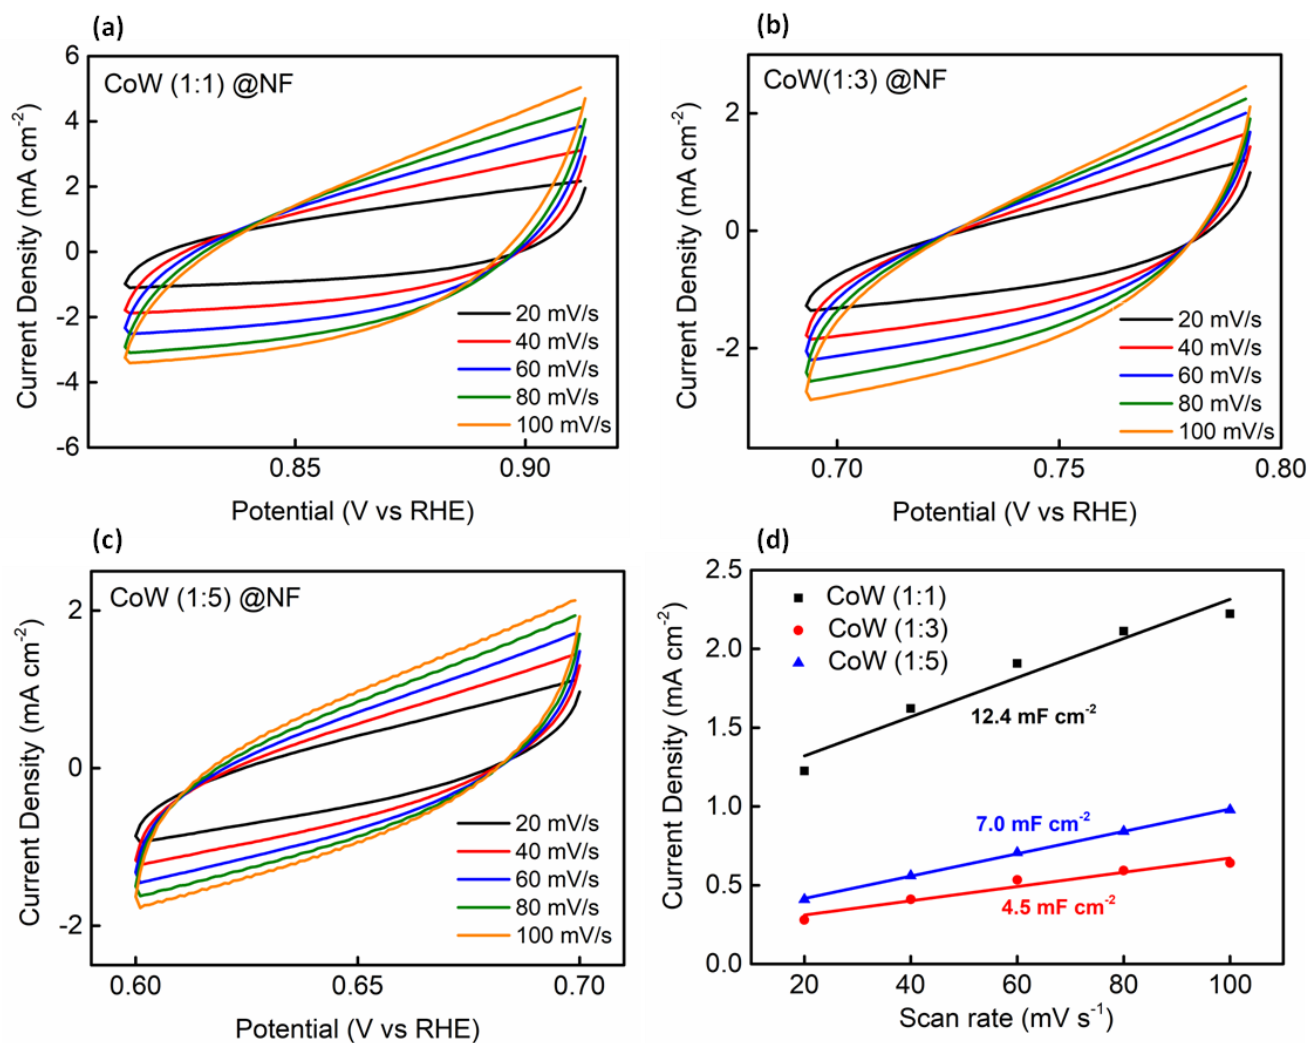 (a)
CoW (1:1) @NF
6
4
2
0
-2
-4
-6
Current Density (mA cm-2)
20 mV/s
40 mV/s
60 mV/s
80 mV/s
100 mV/s
0.85
0.90
Potential (V vs RHE)
(b)
CoW(1:3) @NF
2
0
-2
Current Density (mA cm-2)
20 mV/s
40 mV/s
60 mV/s
80 mV/s
100 mV/s
0.70
0.75
0.80
Potential (V vs RHE)
(c)
CoW (1:5) @NF
2
0
-2
Current Density (mA cm-2)
20 mV/s
40 mV/s
60 mV/s
80 mV/s
100 mV/s
0.60
0.65
0.70
Potential (V vs RHE)
(d)
2.5
2.0
1.5
1.0
0.5
0.0
Current Density (mA cm-2)
CoW (1:1)
CoW (1:3)
CoW (1:5)
12.4 mF cm-2
7.0 mF cm-2
4.5 mF cm-2
20
40
60
80
100
Scan rate (mV s-1)